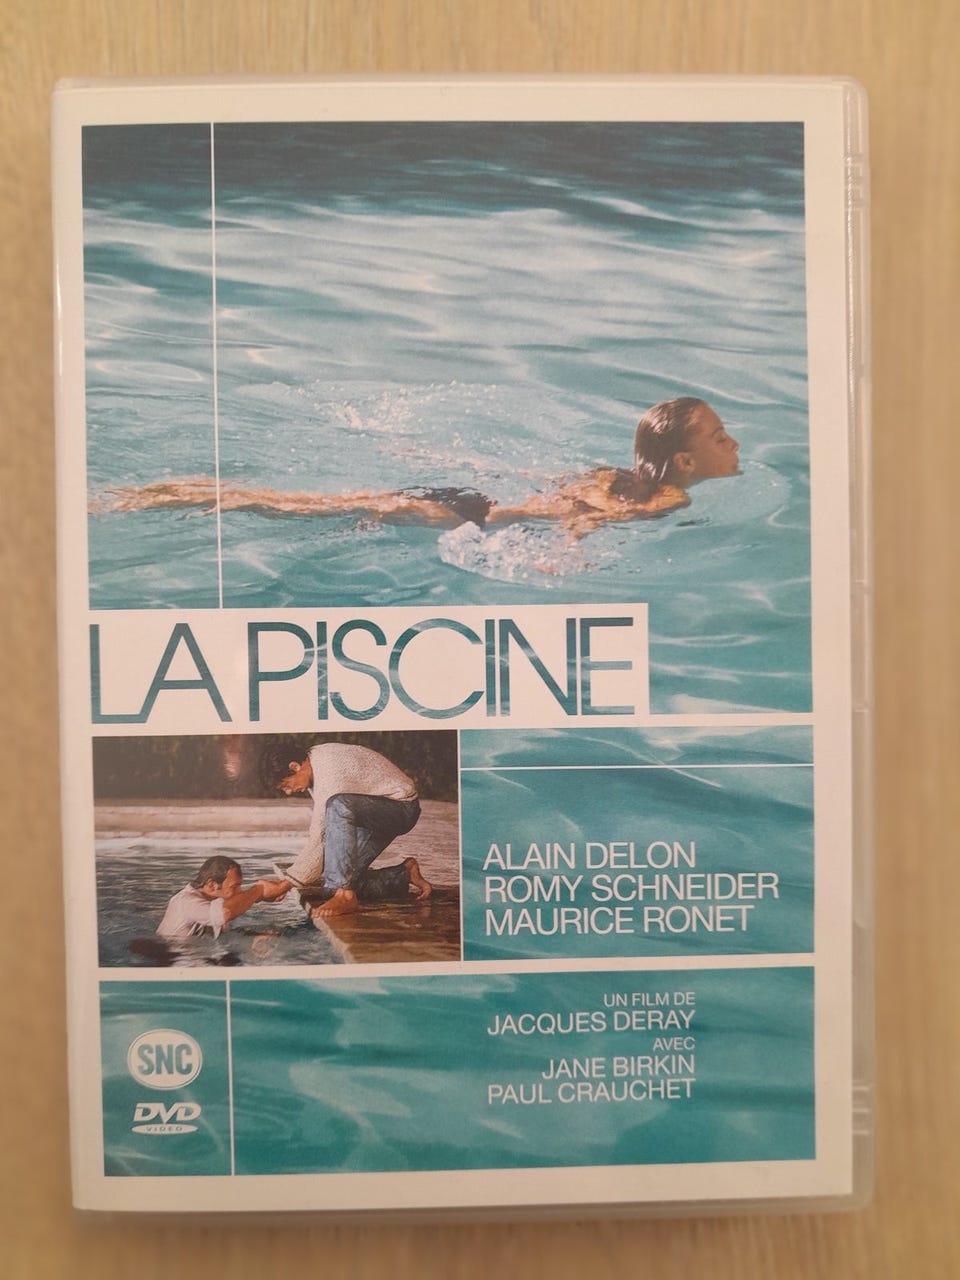 LA PISCINE
ALAIN DELON
ROMY SCHNEIDER
MAURICE RONET
UN FILM DE
JACQUES DERAY
AVEC
JANE BIRKIN
PAUL CRAUCHET
SNC
DVD
VIDEO